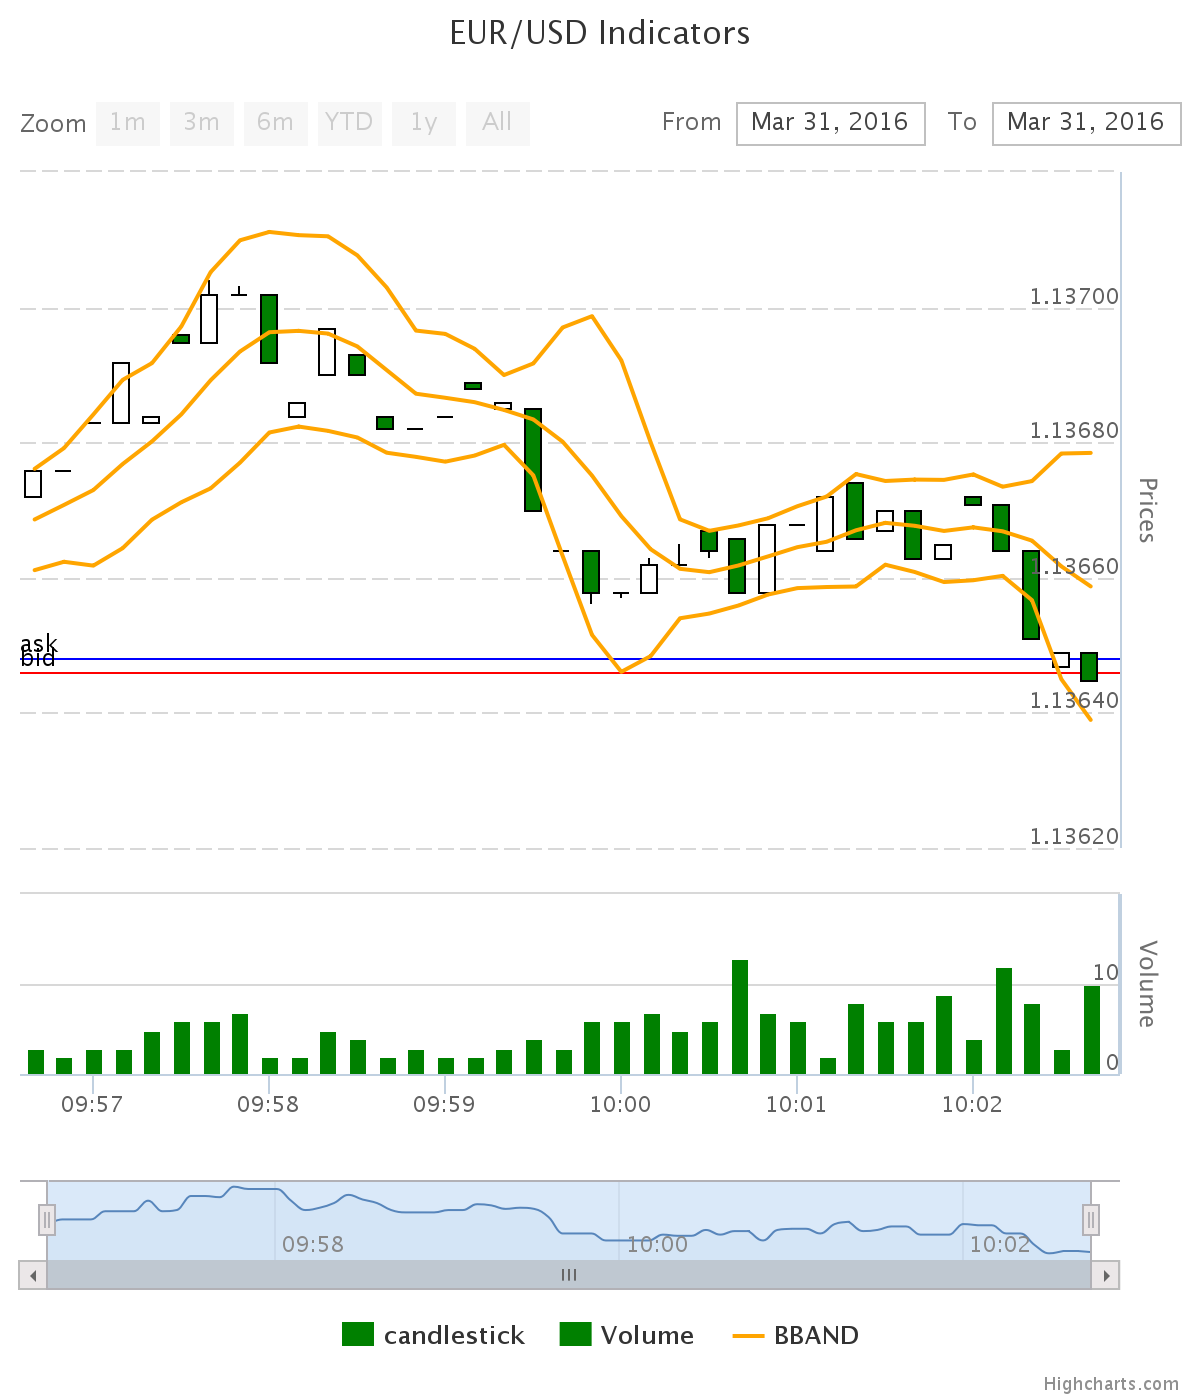 EUR/USD Indicators
Zoom 1m 3m 6m YTD 1y All From Mar 31, 2016 To Mar 31, 2016
1.13700
1.13680
Prices
1.13660
ask
bid
1.13640
1.13620
Volume
10
0
09:57 09:58 09:59 10:00 10:01 10:02
09:58 10:00 10:02
candlestick Volume BBAND
Highcharts.com